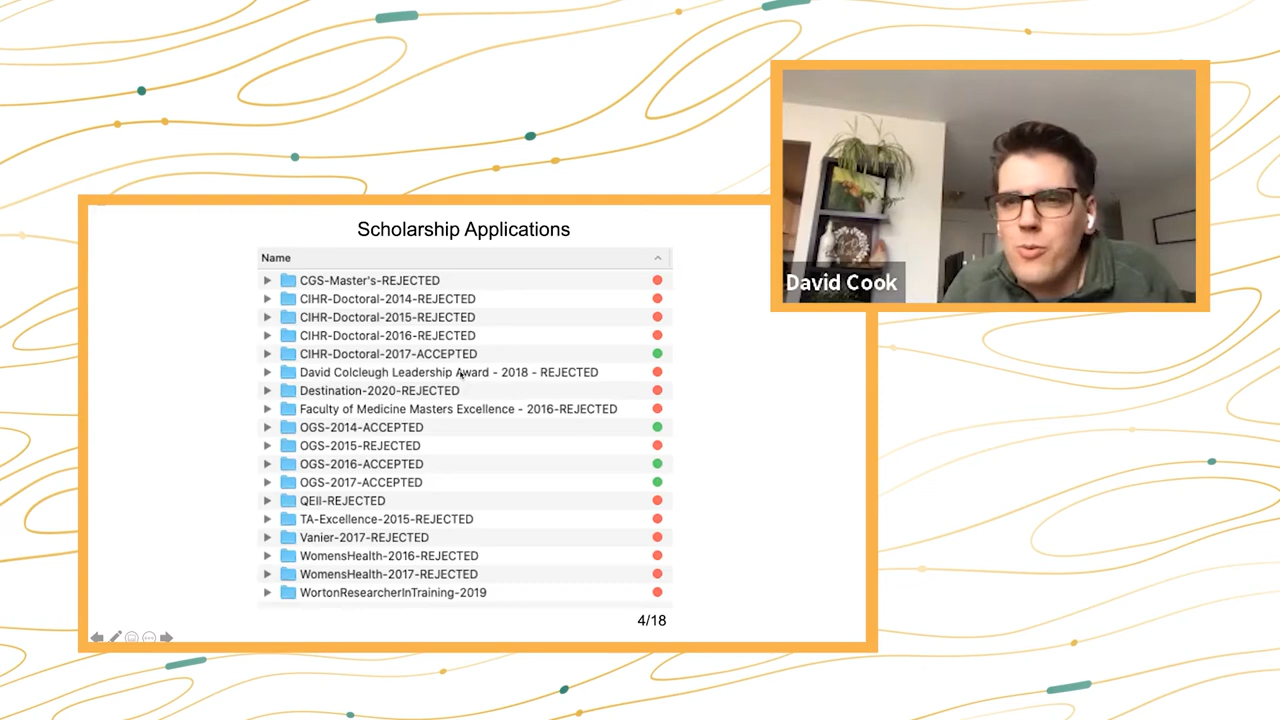 Scholarship Applications
Name
CGS-Master's-REJECTED
CIHR-Doctoral-2014-REJECTED
CIHR-Doctoral-2015-REJECTED
CIHR-Doctoral-2016-REJECTED
CIHR-Doctoral-2017-ACCEPTED
David Colcleugh Leadership Award - 2018 - REJECTED
Destination-2020-REJECTED
Faculty of Medicine Masters Excellence - 2016-REJECTED
OGS-2014-ACCEPTED
OGS-2015-REJECTED
OGS-2016-ACCEPTED
OGS-2017-ACCEPTED
QEII-REJECTED
TA-Excellence-2015-REJECTED
Vanier-2017-REJECTED
WomensHealth-2016-REJECTED
WomensHealth-2017-REJECTED
WortonResearcherInTraining-2019
4/18
David Cook